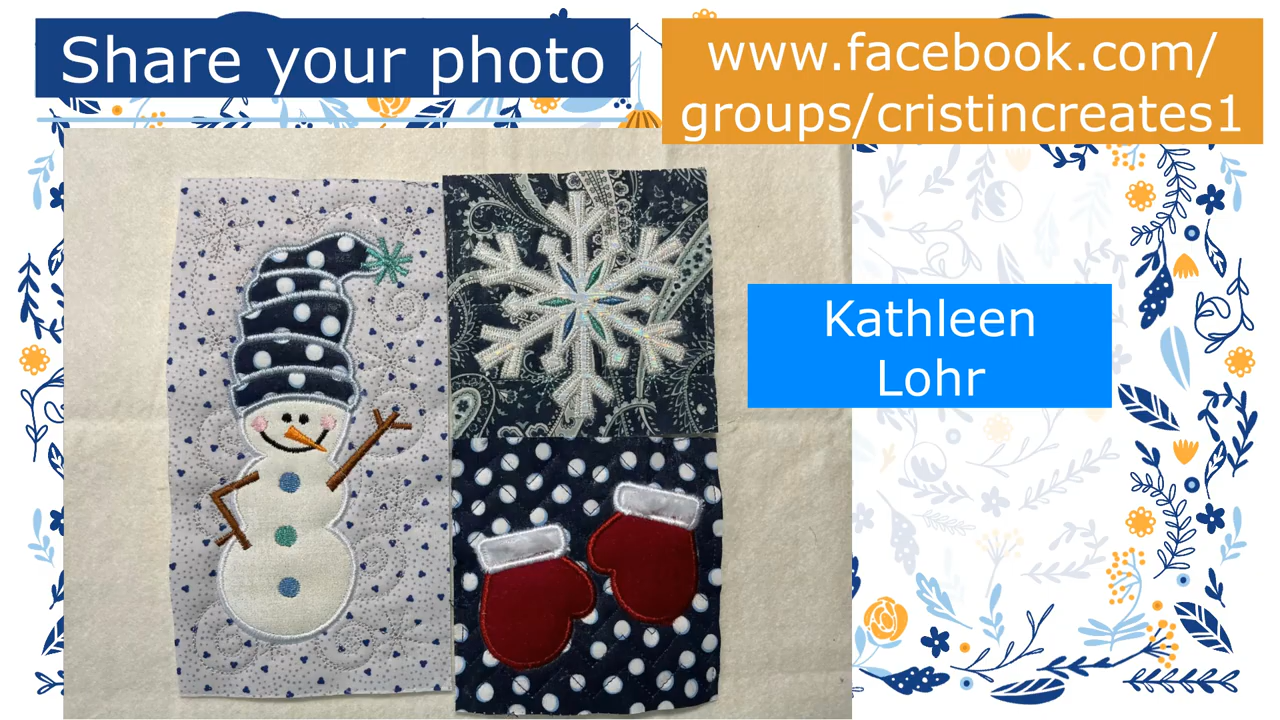 Share your photo
www.facebook.com/
groups/cristincreates1
Kathleen
Lohr